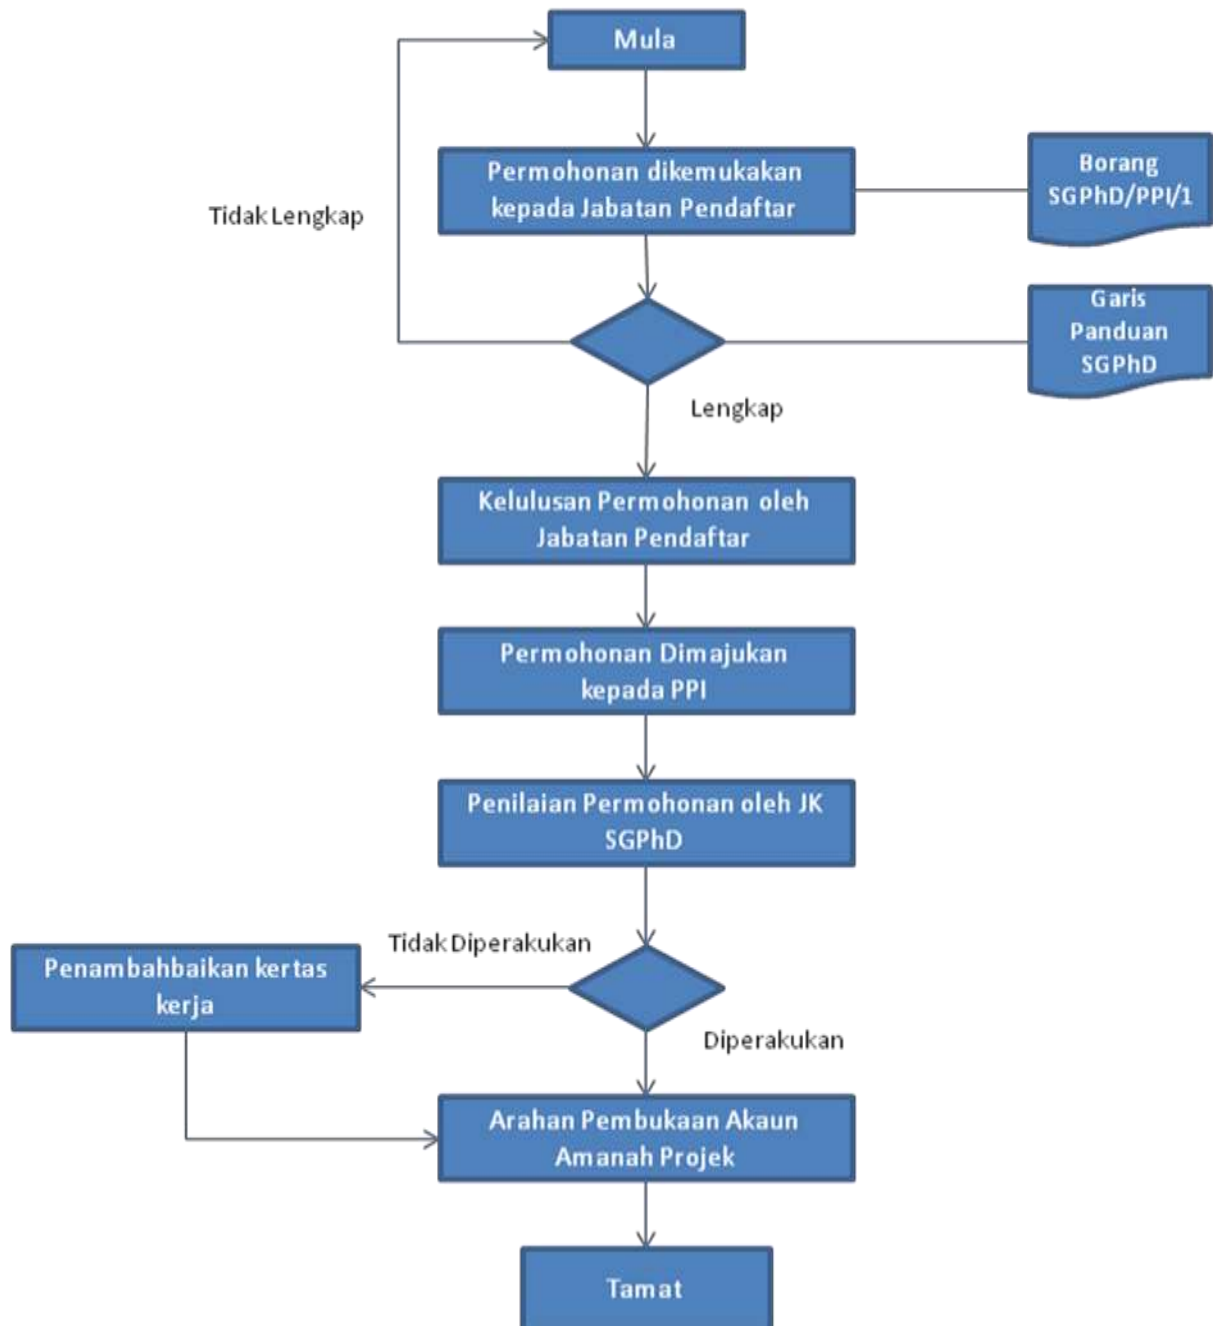 Mula
Permohonan dikemukakan
kepada Jabatan Pendaftar
Borang
SGPhD/PPI/1
Tidak Lengkap
Garis
Panduan
SGPhD
Lengkap
Kelulusan Permohonan oleh
Jabatan Pendaftar
Permohonan Dimajukan
kepada PPI
Penilaian Permohonan oleh JK
SGPhD
Tidak Diperakukan
Penambahbaikan kertas
kerja
Diperakukan
Arahan Pembukaan Akaun
Amanah Projek
Tamat